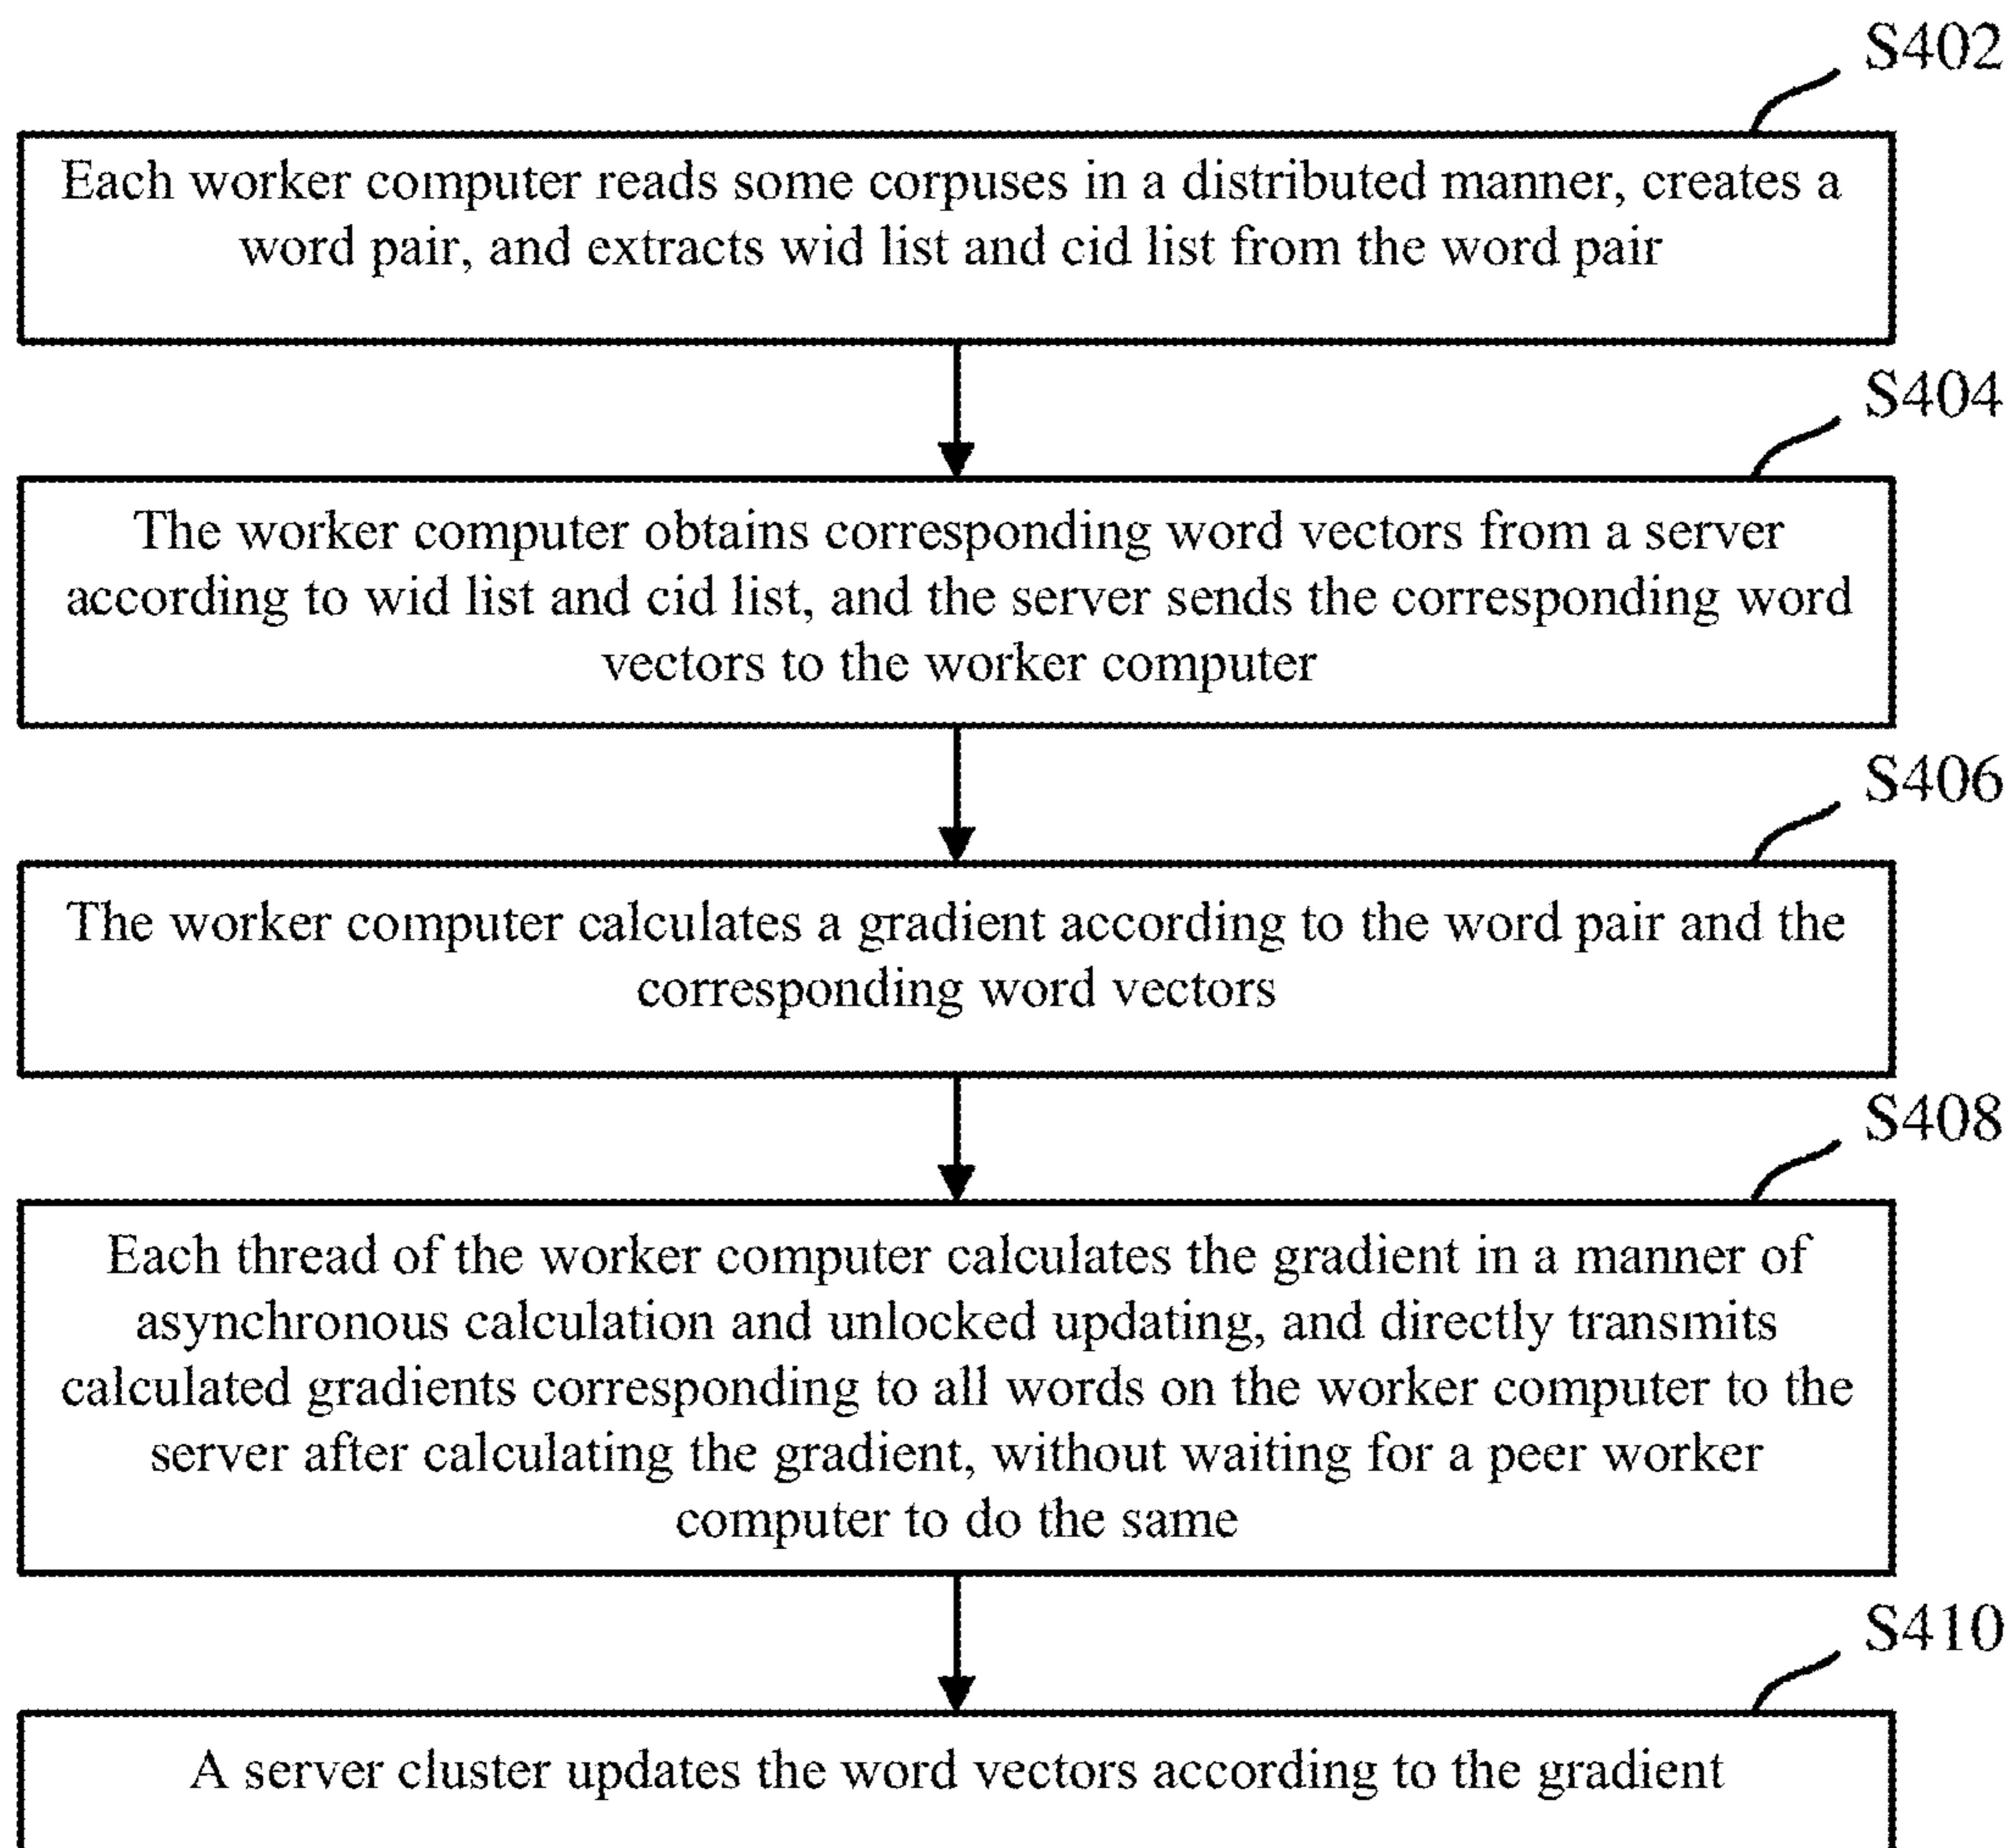 S402
Each worker computer reads some corpuses in a distributed manner, creates a
word pair, and extracts wid list and cid list from the word pair
S404
The worker computer obtains corresponding word vectors from a server
according to wid list and cid list, and the server sends the corresponding word
vectors to the worker computer
S406
The worker computer calculates a gradient according to the word pair and the
corresponding word vectors
S408
Each thread of the worker computer calculates the gradient in a manner of
asynchronous calculation and unlocked updating, and directly transmits
calculated gradients corresponding to all words on the worker computer to the
server after calculating the gradient, without waiting for a peer worker
computer to do the same
S410
A server cluster updates the word vectors according to the gradient